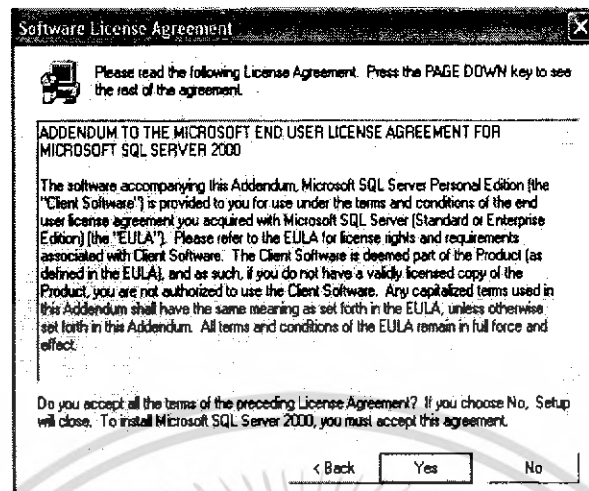 Software License Agreement
Please read the following License Agreement. Press the PAGE DOWN key to see
the rest of the agreement.
ADDENDUM TO THE MICROSOFT END USER LICENSE AGREEMENT FOR
MICROSOFT SQL SERVER 2000
The software accompanying this Addendum, Microsoft SQL Server Personal Edition (the
"Client Software") is provided to you for use under the terms and conditions of the end
user license agreement you acquired with Microsoft SQL Server (Standard or Enterprise
Edition) (the "EULA"). Please refer to the EULA for license rights and requirements
associated with Client Software. The Client Software is deemed part of the Product (as
defined in the EULA), and as such, if you do not have a validly licensed copy of the
Product, you are not authorized to use the Client Software. Any capitalized terms used in
this Addendum shall have the same meaning as set forth in the EULA, unless otherwise
set forth in this Addendum. All terms and conditions of the EULA remain in full force and
effect.
Do you accept all the terms of the preceding License Agreement? If you choose No, Setup
will close. To install Microsoft SQL Server 2000, you must accept this agreement.
< Back Yes No